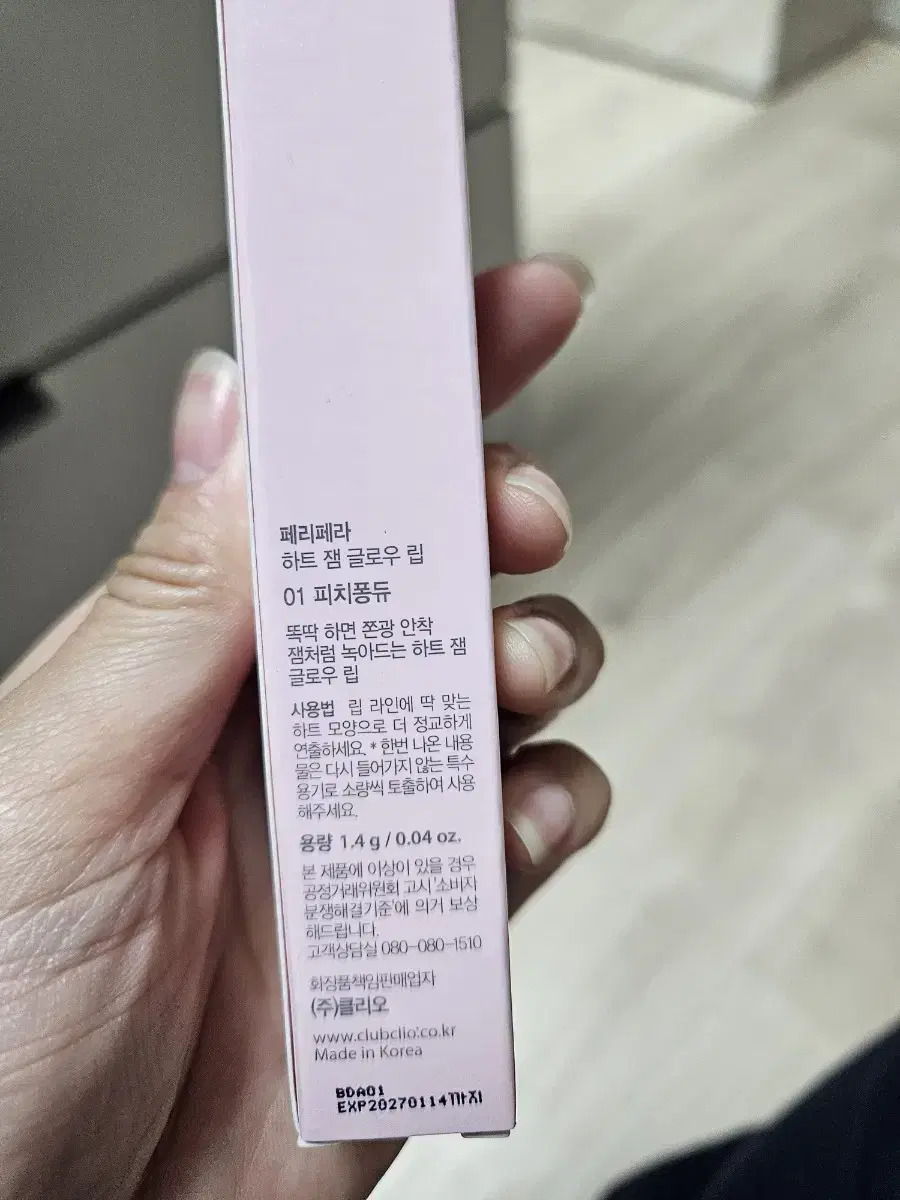 페리페라
하트 잼 글로우 립
01 피치퐁듀
똑딱 하면 쫀광 안착
잼처럼 녹아드는 하트 잼
글로우 립
사용법 립 라인에 딱 맞는
하트 모양으로 더 정교하게
연출하세요. * 한번 나온 내용
물은 다시 들어가지 않는 특수
용기로 소량씩 토출하여 사용
해주세요.
용량 1.4 g / 0.04 oz.
본 제품에 이상이 있을 경우
공정거래위원회 고시 '소비자
분쟁해결기준'에 의거 보상
해드립니다.
고객상담실 080-080-1510
화장품책임판매업자
(주)클리오
www.clubclio.co.kr
Made in Korea
BDA01
EXP20270114까지